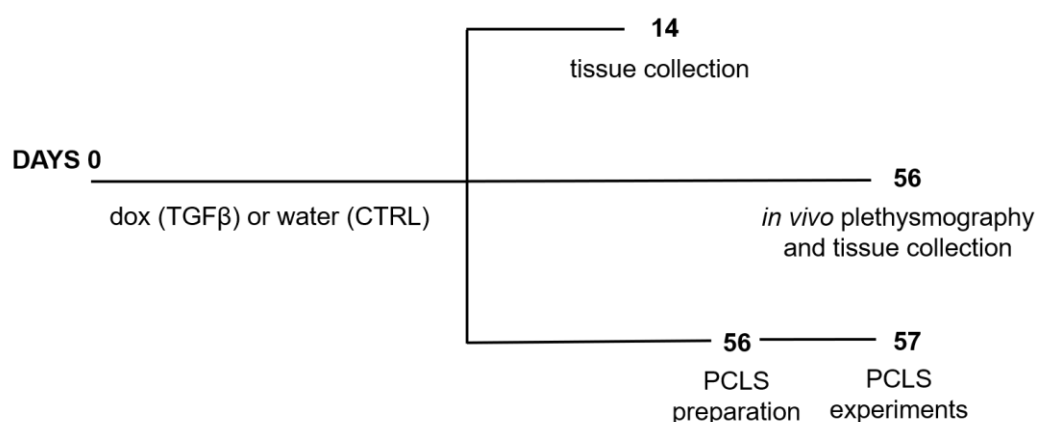 14
tissue collection
DAYS 0
56
dox (TGFβ) or water (CTRL)
in vivo plethysmography
and tissue collection
56
57
PCLS
preparation
PCLS
experiments